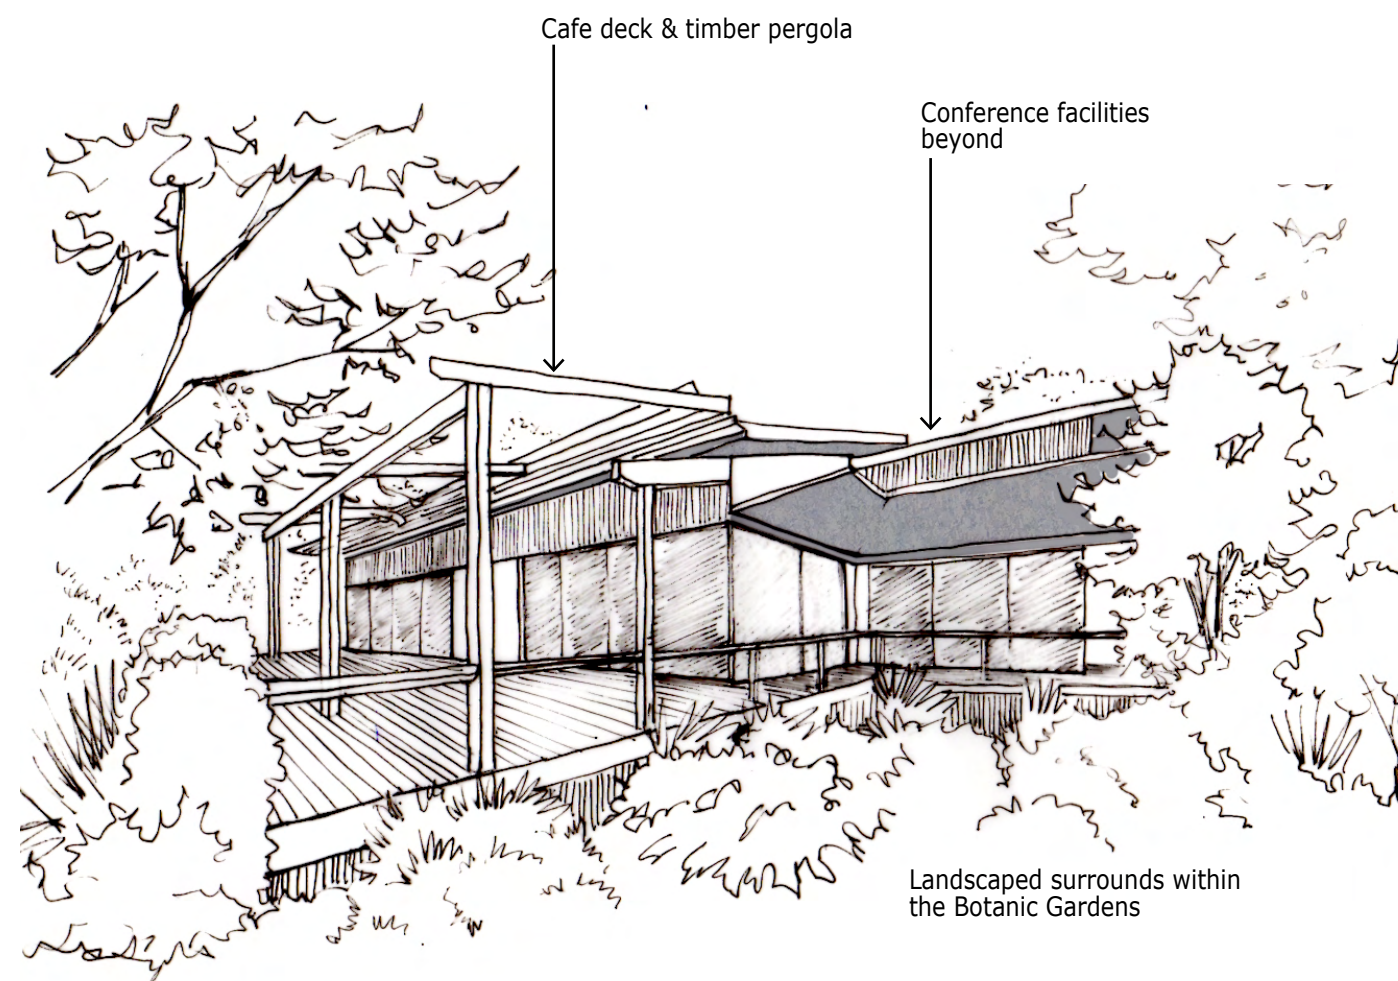 Cafe deck & timber pergola
Conference facilities
beyond
Landscaped surrounds within
the Botanic Gardens